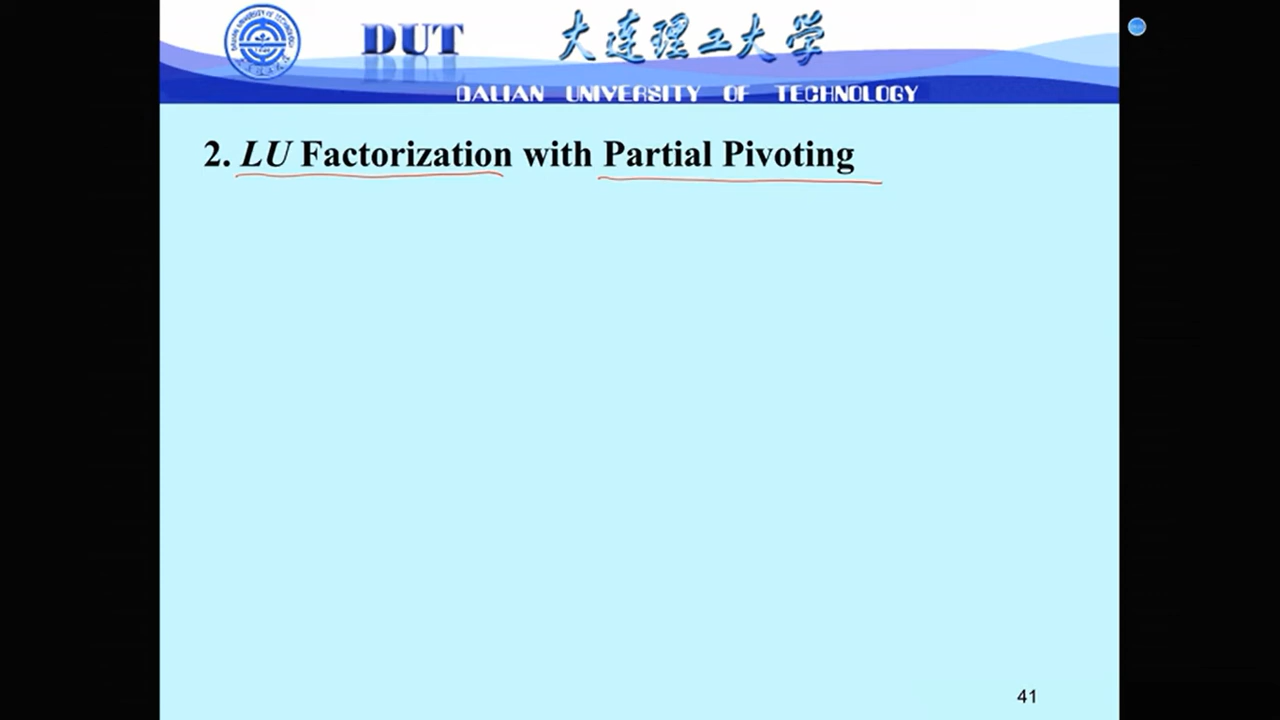 DUT
大连理工大学
DALIAN UNIVERSITY OF TECHNOLOGY
2. LU Factorization with Partial Pivoting
41